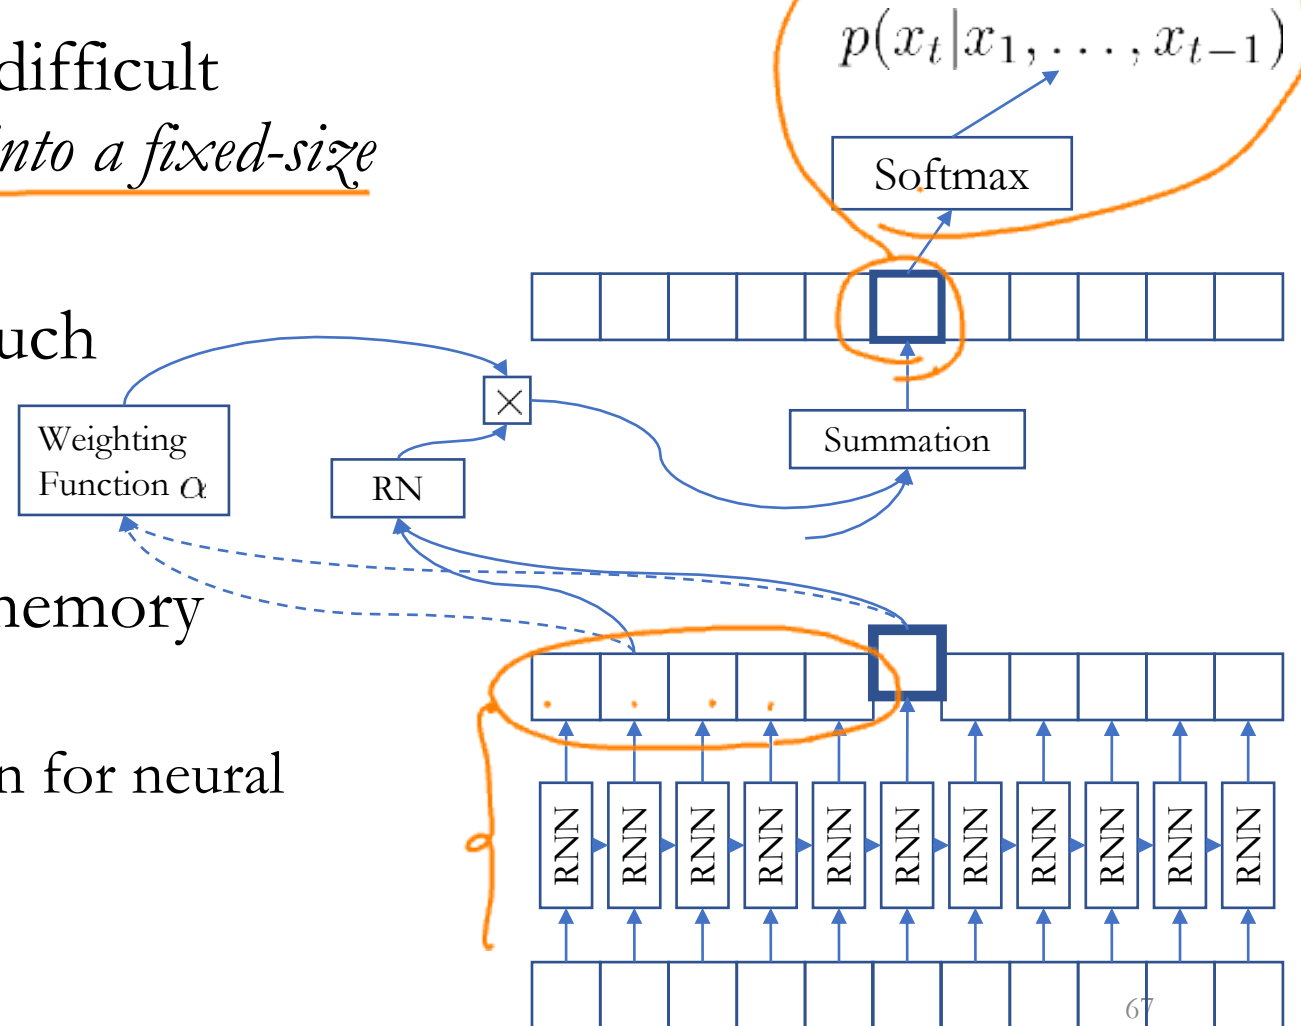 difficult
into a fixed-size
uch
memory
n for neural
p(x_t|x_1, . . . , x_{t−1})
Softmax
Summation
×
Weighting
Function α
RN
RNN
RNN
RNN
RNN
RNN
RNN
RNN
RNN
RNN
RNN
RNN
67